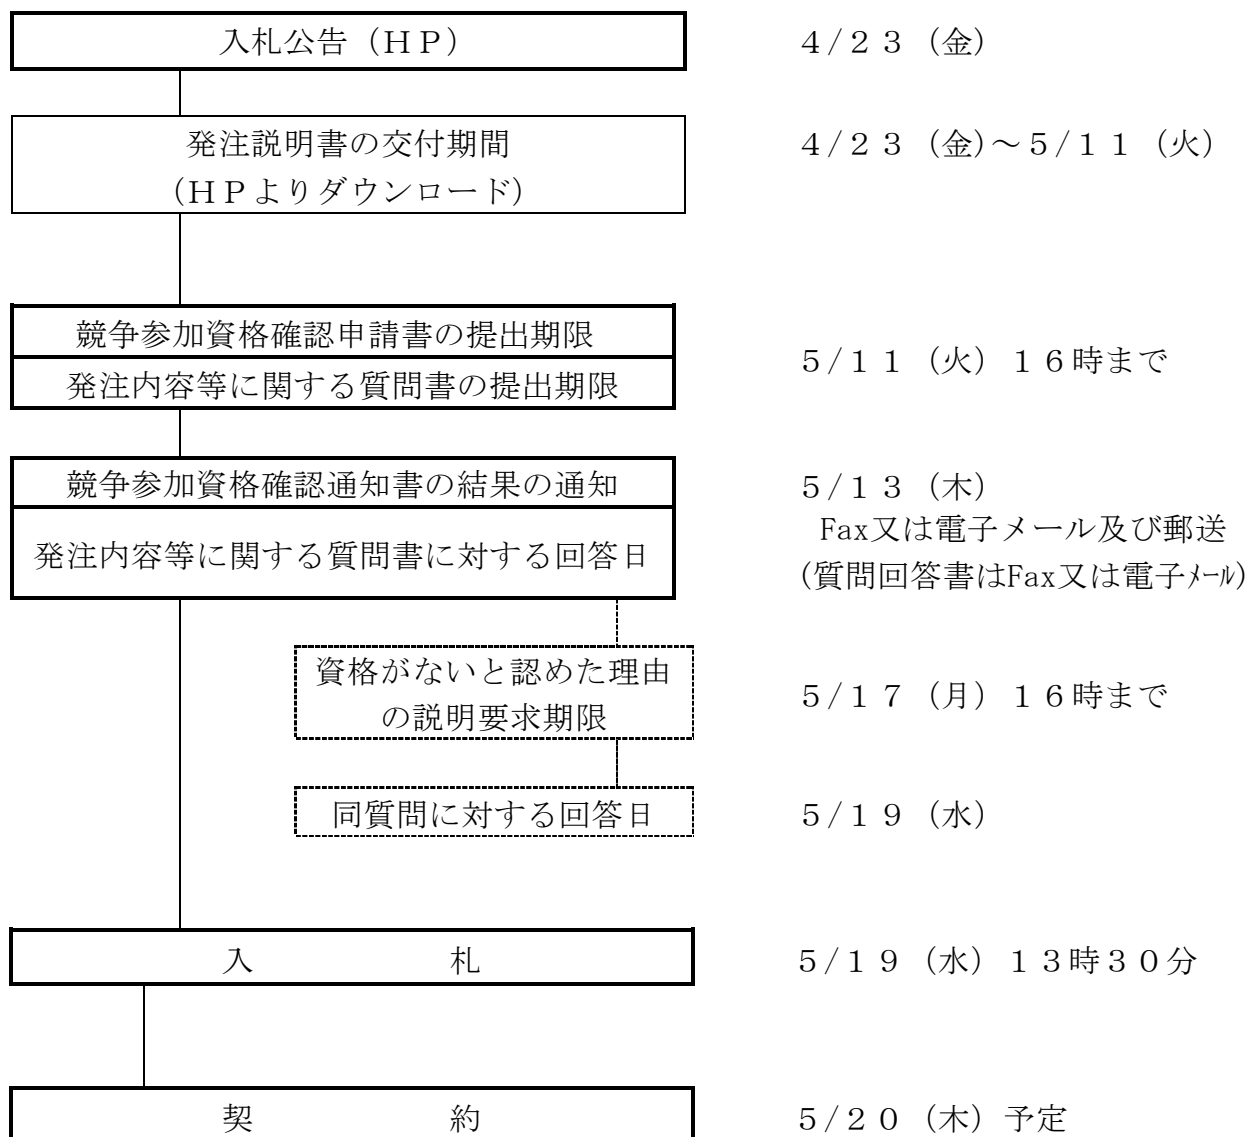 入札公告（ＨＰ）
４/２３（金）
発注説明書の交付期間
（ＨＰよりダウンロード）
４/２３（金）～５/１１（火）
競争参加資格確認申請書の提出期限
発注内容等に関する質問書の提出期限
５/１１（火）１６時まで
競争参加資格確認通知書の結果の通知
発注内容等に関する質問書に対する回答日
５/１３（木）
Fax又は電子メール及び郵送
(質問回答書はFax又は電子ﾒｰﾙ)
資格がないと認めた理由
の説明要求期限
５/１７（月）１６時まで
同質問に対する回答日
５/１９（水）
入　　　　　　札
５/１９（水）１３時３０分
契　　　　　　約
５/２０（木）予定